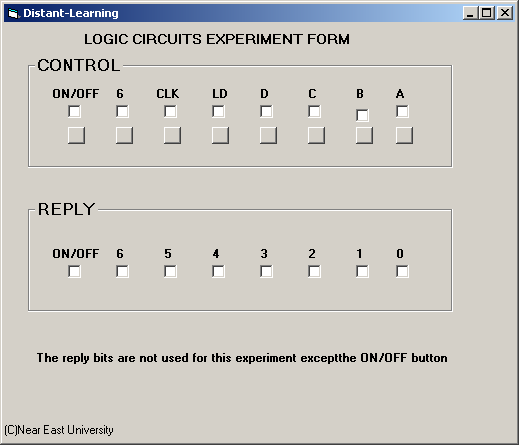 Distant-Learning
LOGIC CIRCUITS EXPERIMENT FORM
CONTROL
ON/OFF 6 CLK LD D C B A
REPLY
ON/OFF 6 5 4 3 2 1 0
The reply bits are not used for this experiment exceptthe ON/OFF button
(C)Near East University